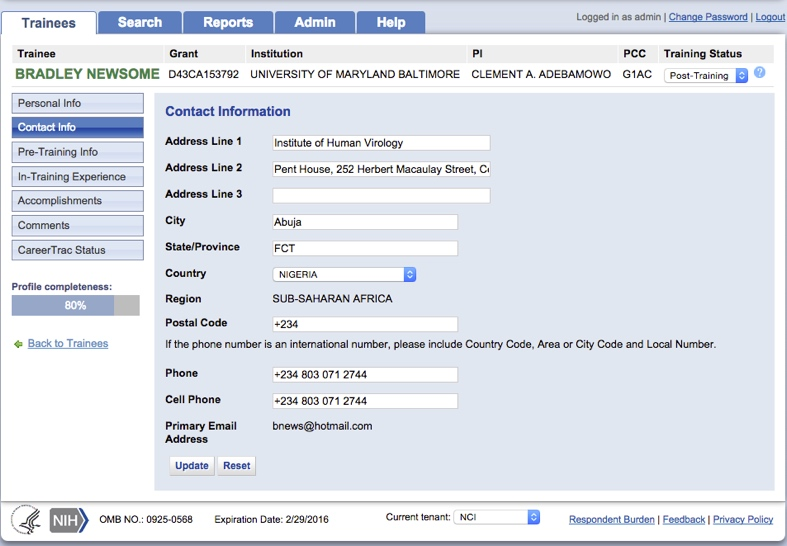 Trainees Search Reports Admin Help Logged in as admin | Change Password | Logout
Trainee Grant Institution PI PCC Training Status
BRADLEY NEWSOME D43CA153792 UNIVERSITY OF MARYLAND BALTIMORE CLEMENT A. ADEBAMOWO G1AC Post-Training ?
Personal Info
Contact Info
Pre-Training Info
In-Training Experience
Accomplishments
Comments
CareerTrac Status
Profile completeness:
80%
Back to Trainees
Contact Information
Address Line 1 Institute of Human Virology
Address Line 2 Pent House, 252 Herbert Macaulay Street,
Address Line 3
City Abuja
State/Province FCT
Country NIGERIA
Region SUB-SAHARAN AFRICA
Postal Code +234
If the phone number is an international number, please include Country Code, Area or City Code and Local Number.
Phone +234 803 071 2744
Cell Phone +234 803 071 2744
Primary Email Address bnews@hotmail.com
Update Reset
NIH OMB NO.: 0925-0568 Expiration Date: 2/29/2016 Current tenant: NCI Respondent Burden | Feedback | Privacy Policy